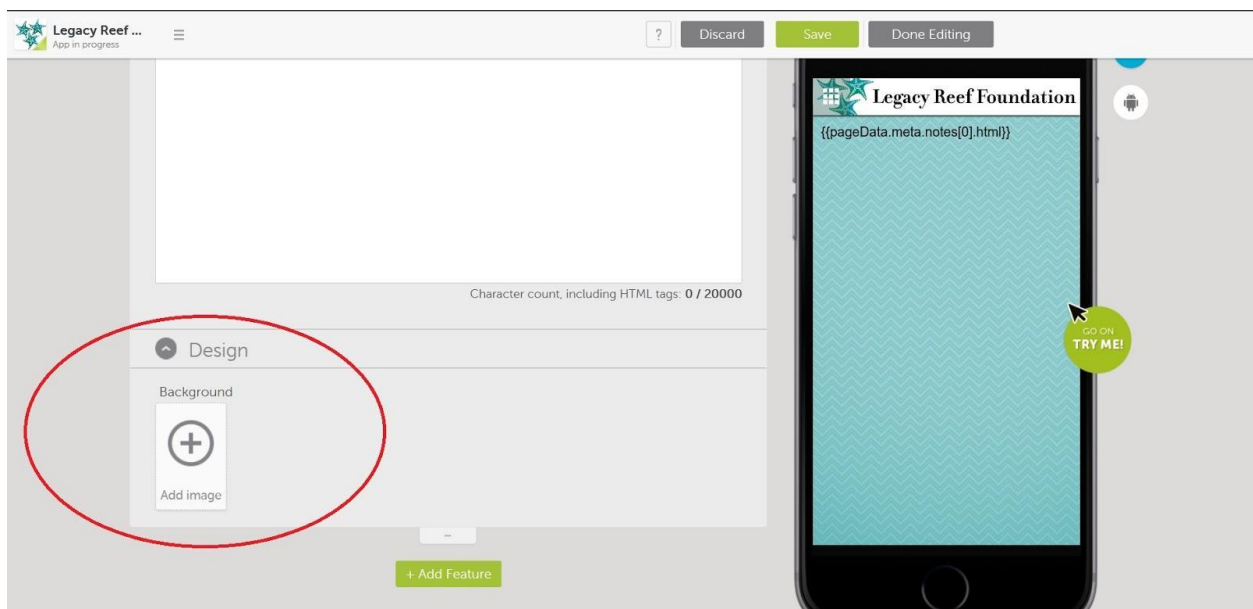 Legacy Reef ...
App in progress
?
Discard
Save
Done Editing
Legacy Reef Foundation
{{pageData.meta.notes[0].html}}
Character count, including HTML tags: 0 / 20000
GO ON
TRY ME!
Design
Background
Add image
+ Add Feature